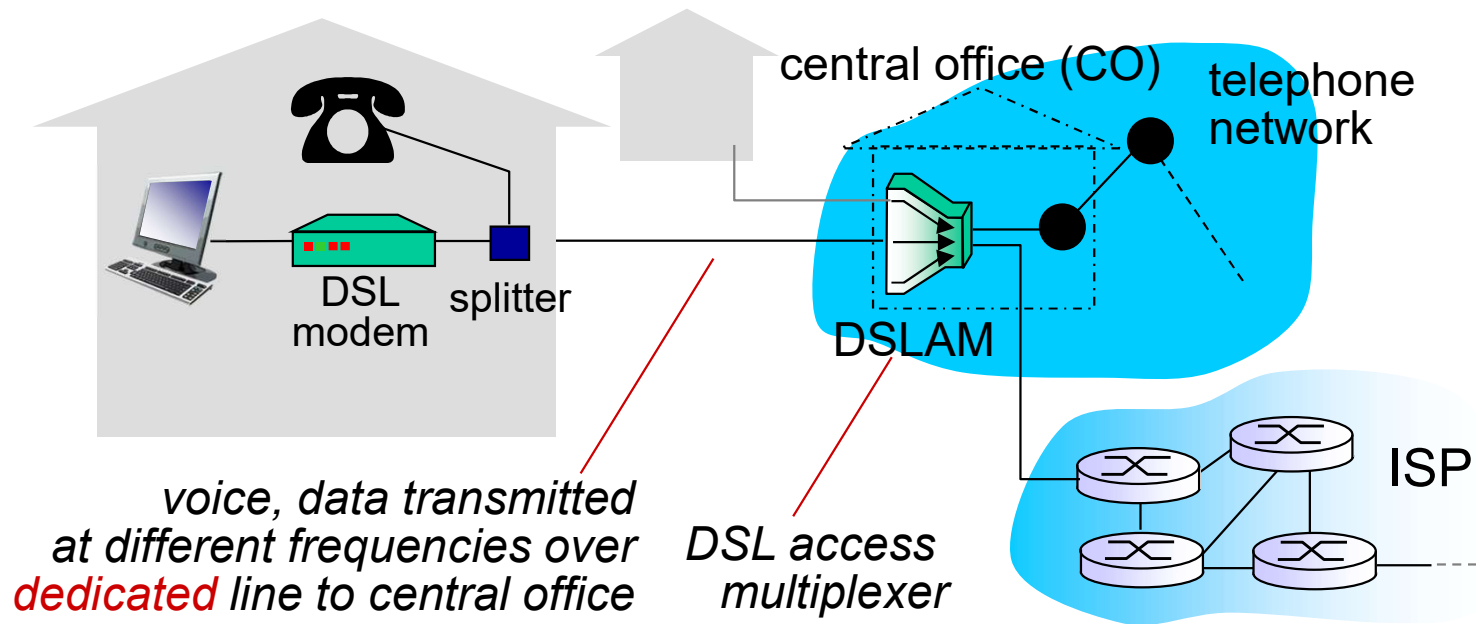 central office (CO)
telephone
network
DSL
modem
splitter
DSLAM
ISP
voice, data transmitted
at different frequencies over
dedicated line to central office
DSL access
multiplexer